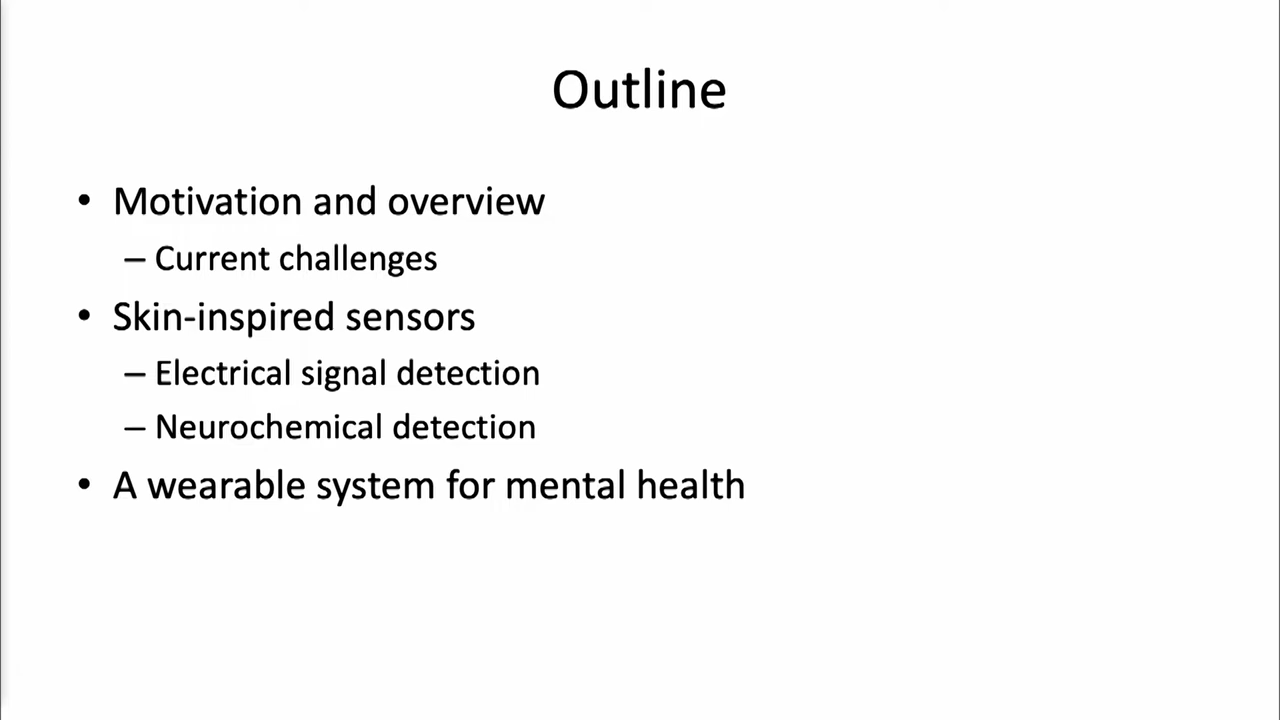 Outline
• Motivation and overview
– Current challenges
• Skin-inspired sensors
– Electrical signal detection
– Neurochemical detection
• A wearable system for mental health